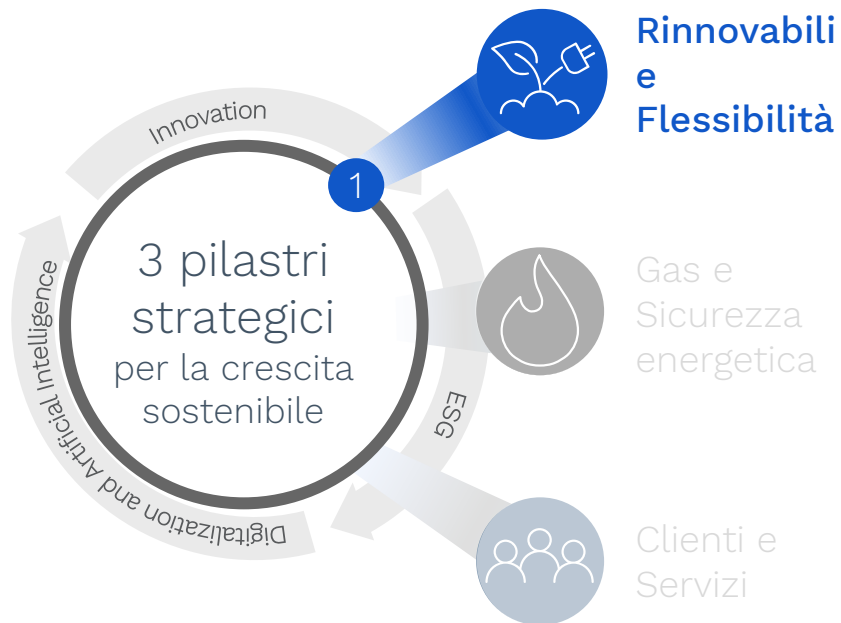 Rinnovabili
e
Flessibilità
Innovation
1
3 pilastri
strategici
per la crescita
sostenibile
Gas e
Sicurezza
energetica
ESG
Digitalization and Artificial Intelligence
Clienti e
Servizi